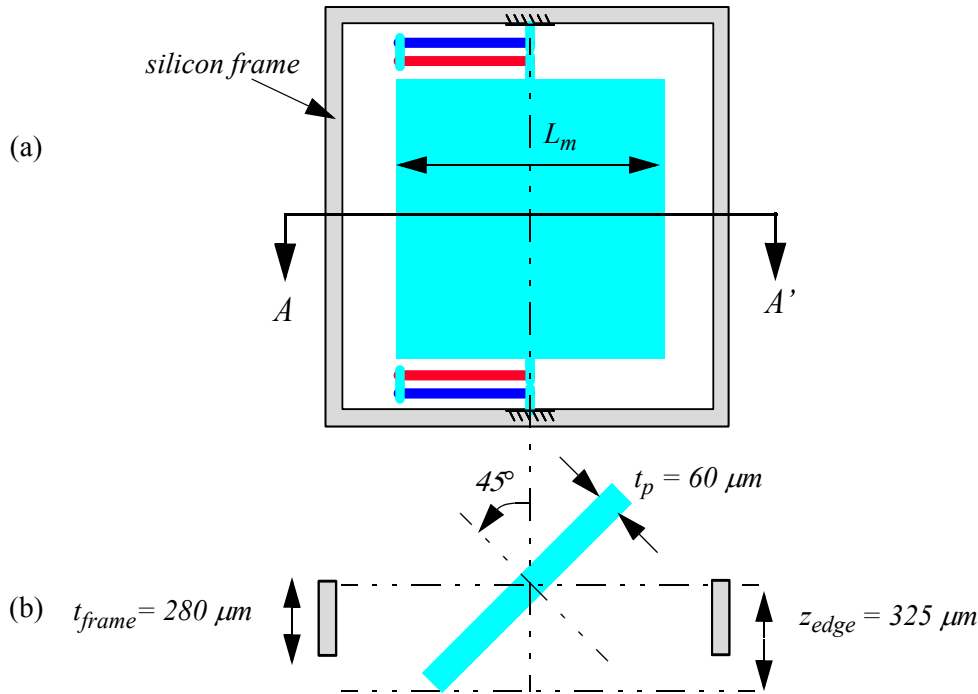 silicon frame
(a)
L_m
A
A’
45°
t_p = 60 μm
(b)
t_frame = 280 μm
z_edge = 325 μm